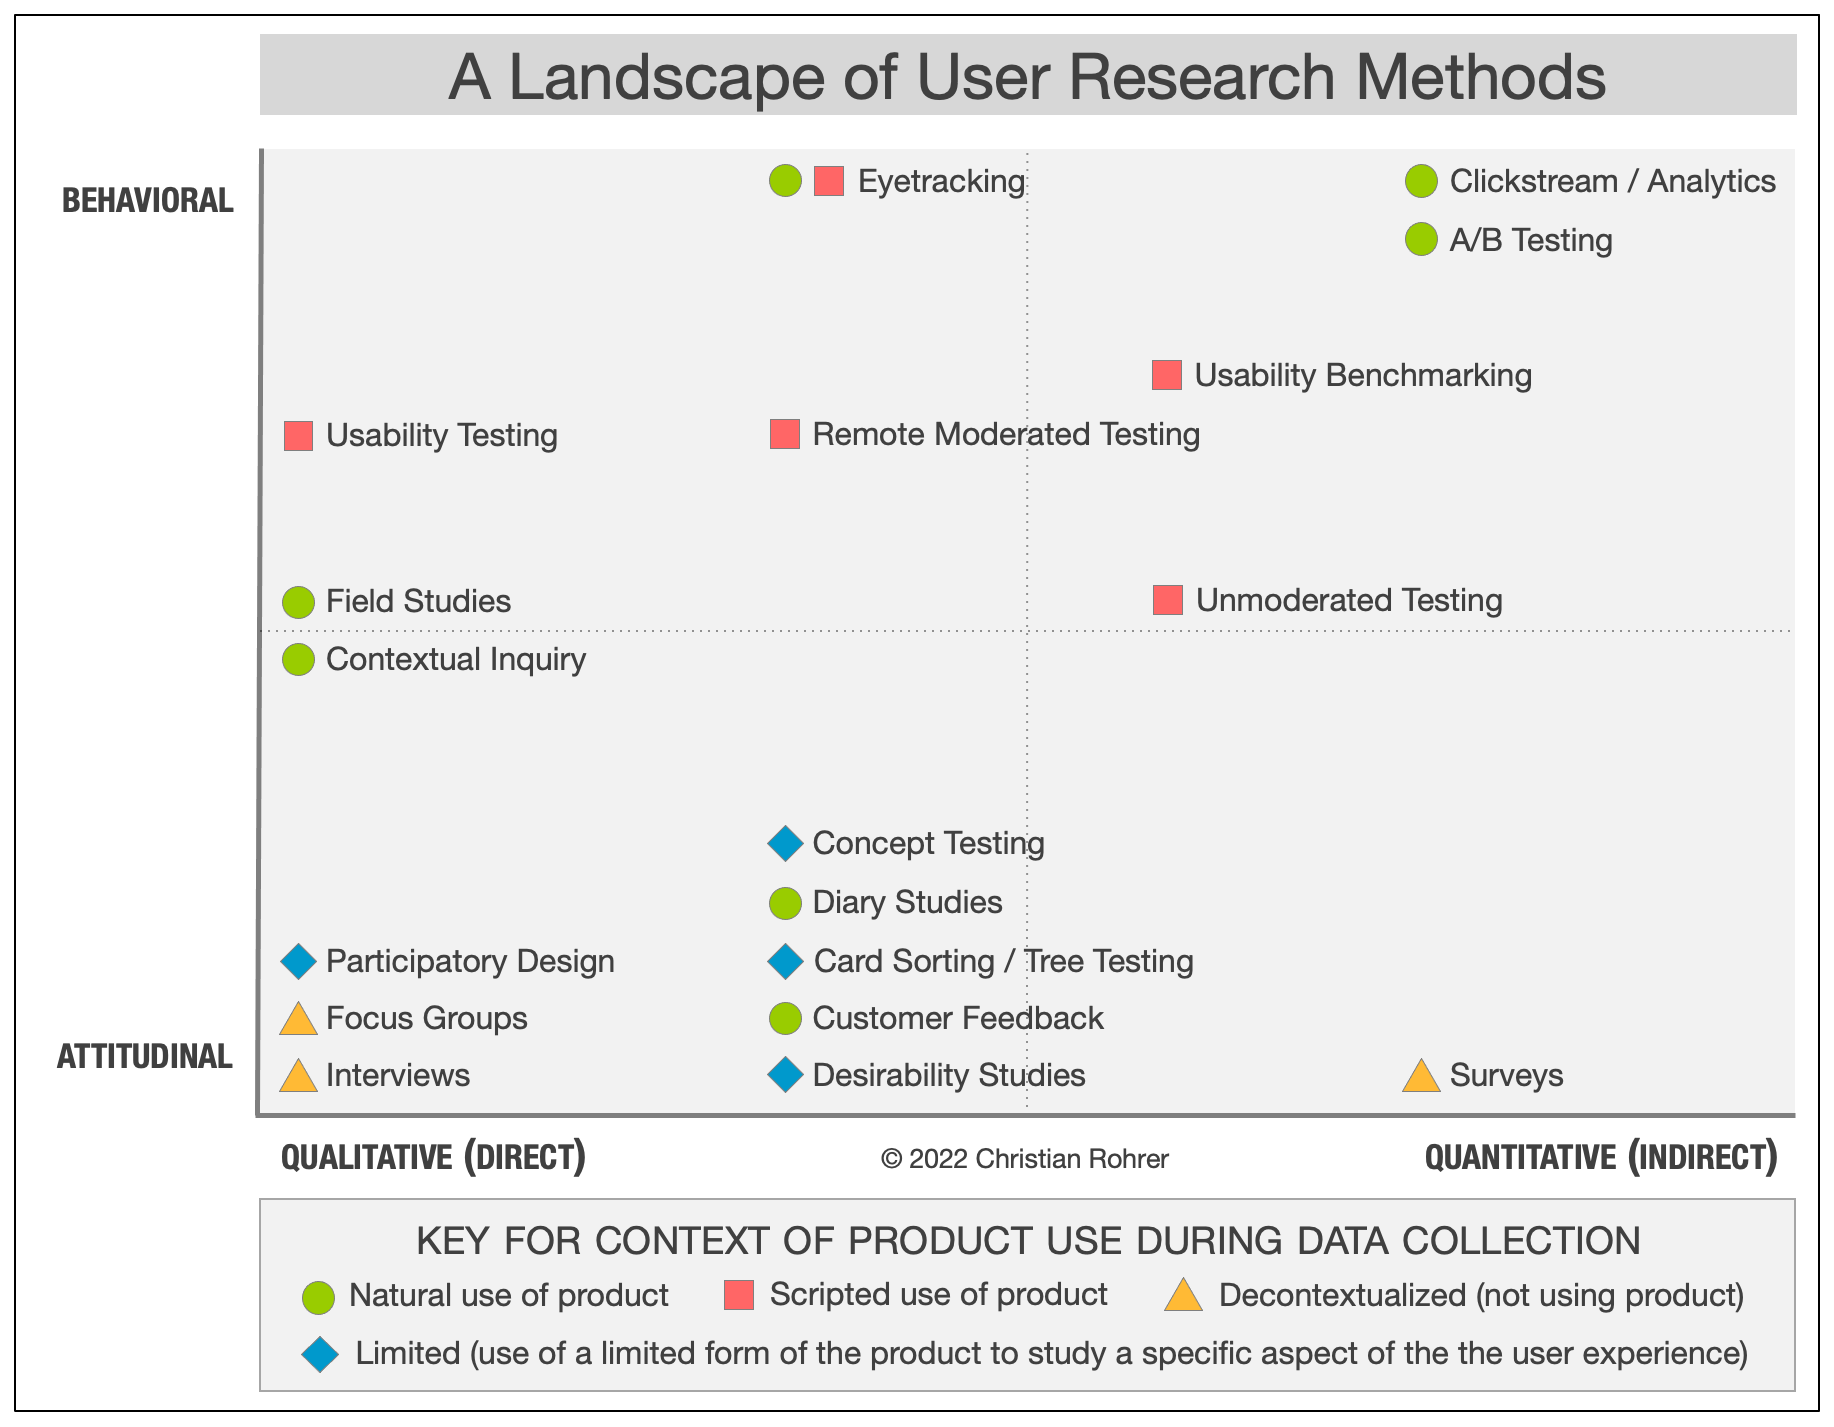 A Landscape of User Research Methods
BEHAVIORAL
Eyetracking
Clickstream / Analytics
A/B Testing
Usability Benchmarking
Usability Testing
Remote Moderated Testing
Field Studies
Unmoderated Testing
Contextual Inquiry
Concept Testing
Diary Studies
Participatory Design
Card Sorting / Tree Testing
Focus Groups
Customer Feedback
ATTITUDINAL
Interviews
Desirability Studies
Surveys
QUALITATIVE (DIRECT)
© 2022 Christian Rohrer
QUANTITATIVE (INDIRECT)
KEY FOR CONTEXT OF PRODUCT USE DURING DATA COLLECTION
Natural use of product
Scripted use of product
Decontextualized (not using product)
Limited (use of a limited form of the product to study a specific aspect of the the user experience)